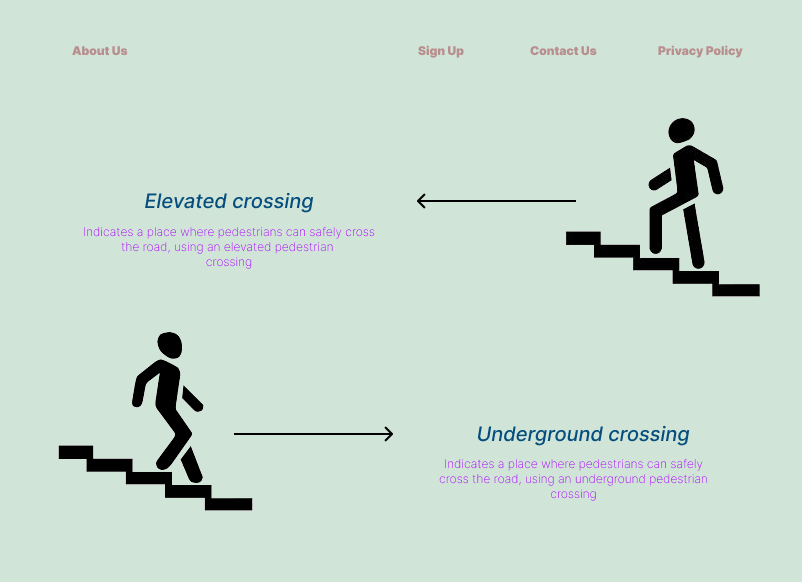 About Us
Sign Up
Contact Us
Privacy Policy
Elevated crossing
Indicates a place where pedestrians can safely cross
the road, using an elevated pedestrian
crossing
Underground crossing
Indicates a place where pedestrians can safely
cross the road, using an underground pedestrian
crossing